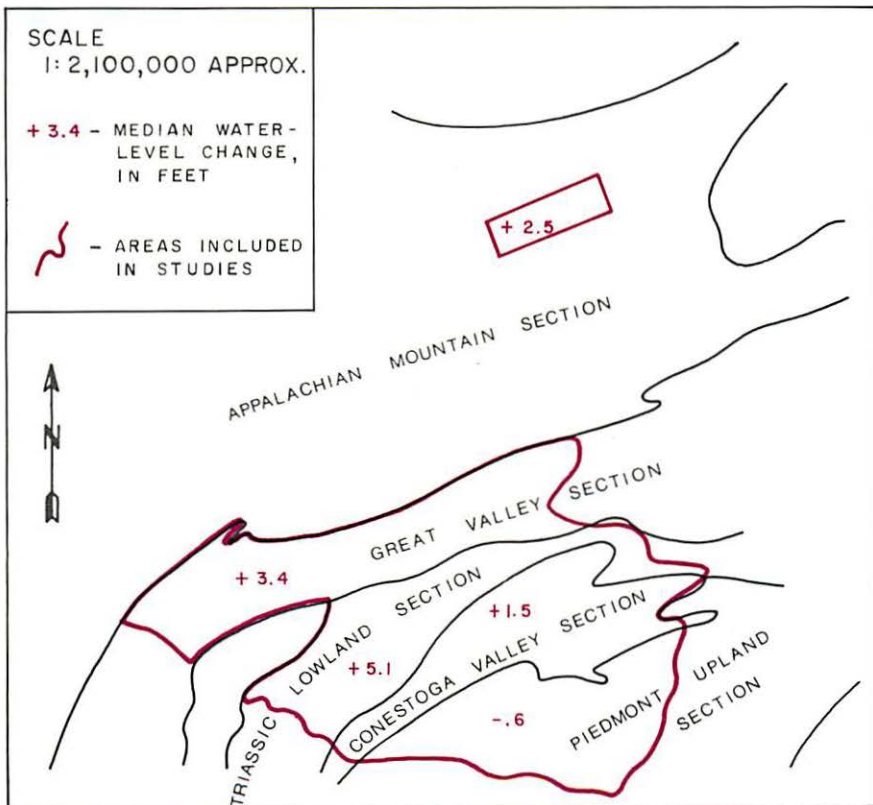 SCALE
1: 2,100,000 APPROX.
+ 3.4 - MEDIAN WATER-
LEVEL CHANGE,
IN FEET
- AREAS INCLUDED
IN STUDIES
N
+ 2.5
APPALACHIAN MOUNTAIN SECTION
GREAT VALLEY SECTION
+ 3.4
TRIASSIC LOWLAND SECTION
+ 5.1
+1.5
CONESTOGA VALLEY SECTION
-.6
PIEDMONT UPLAND
SECTION